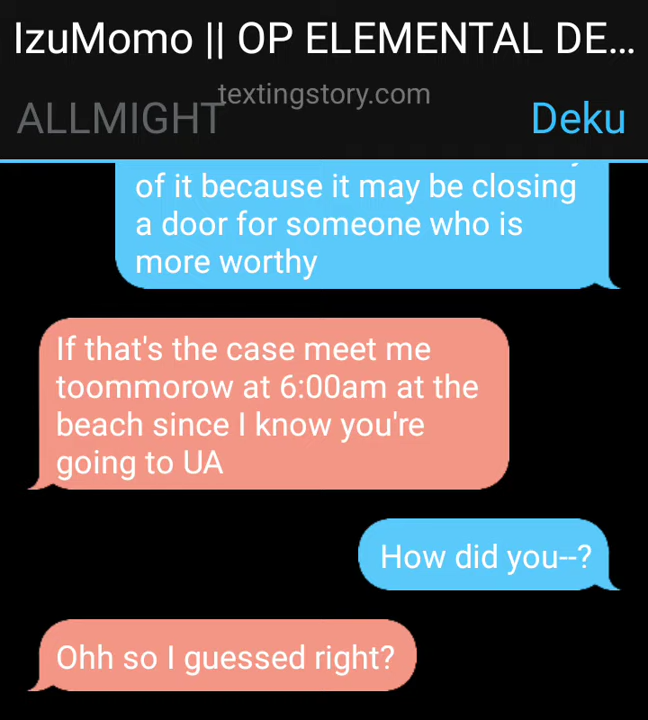 IzuMomo || OP ELEMENTAL DE...
textingstory.com
ALLMIGHT
Deku
of it because it may be closing
a door for someone who is
more worthy
If that's the case meet me
toommorow at 6:00am at the
beach since I know you're
going to UA
How did you--?
Ohh so I guessed right?